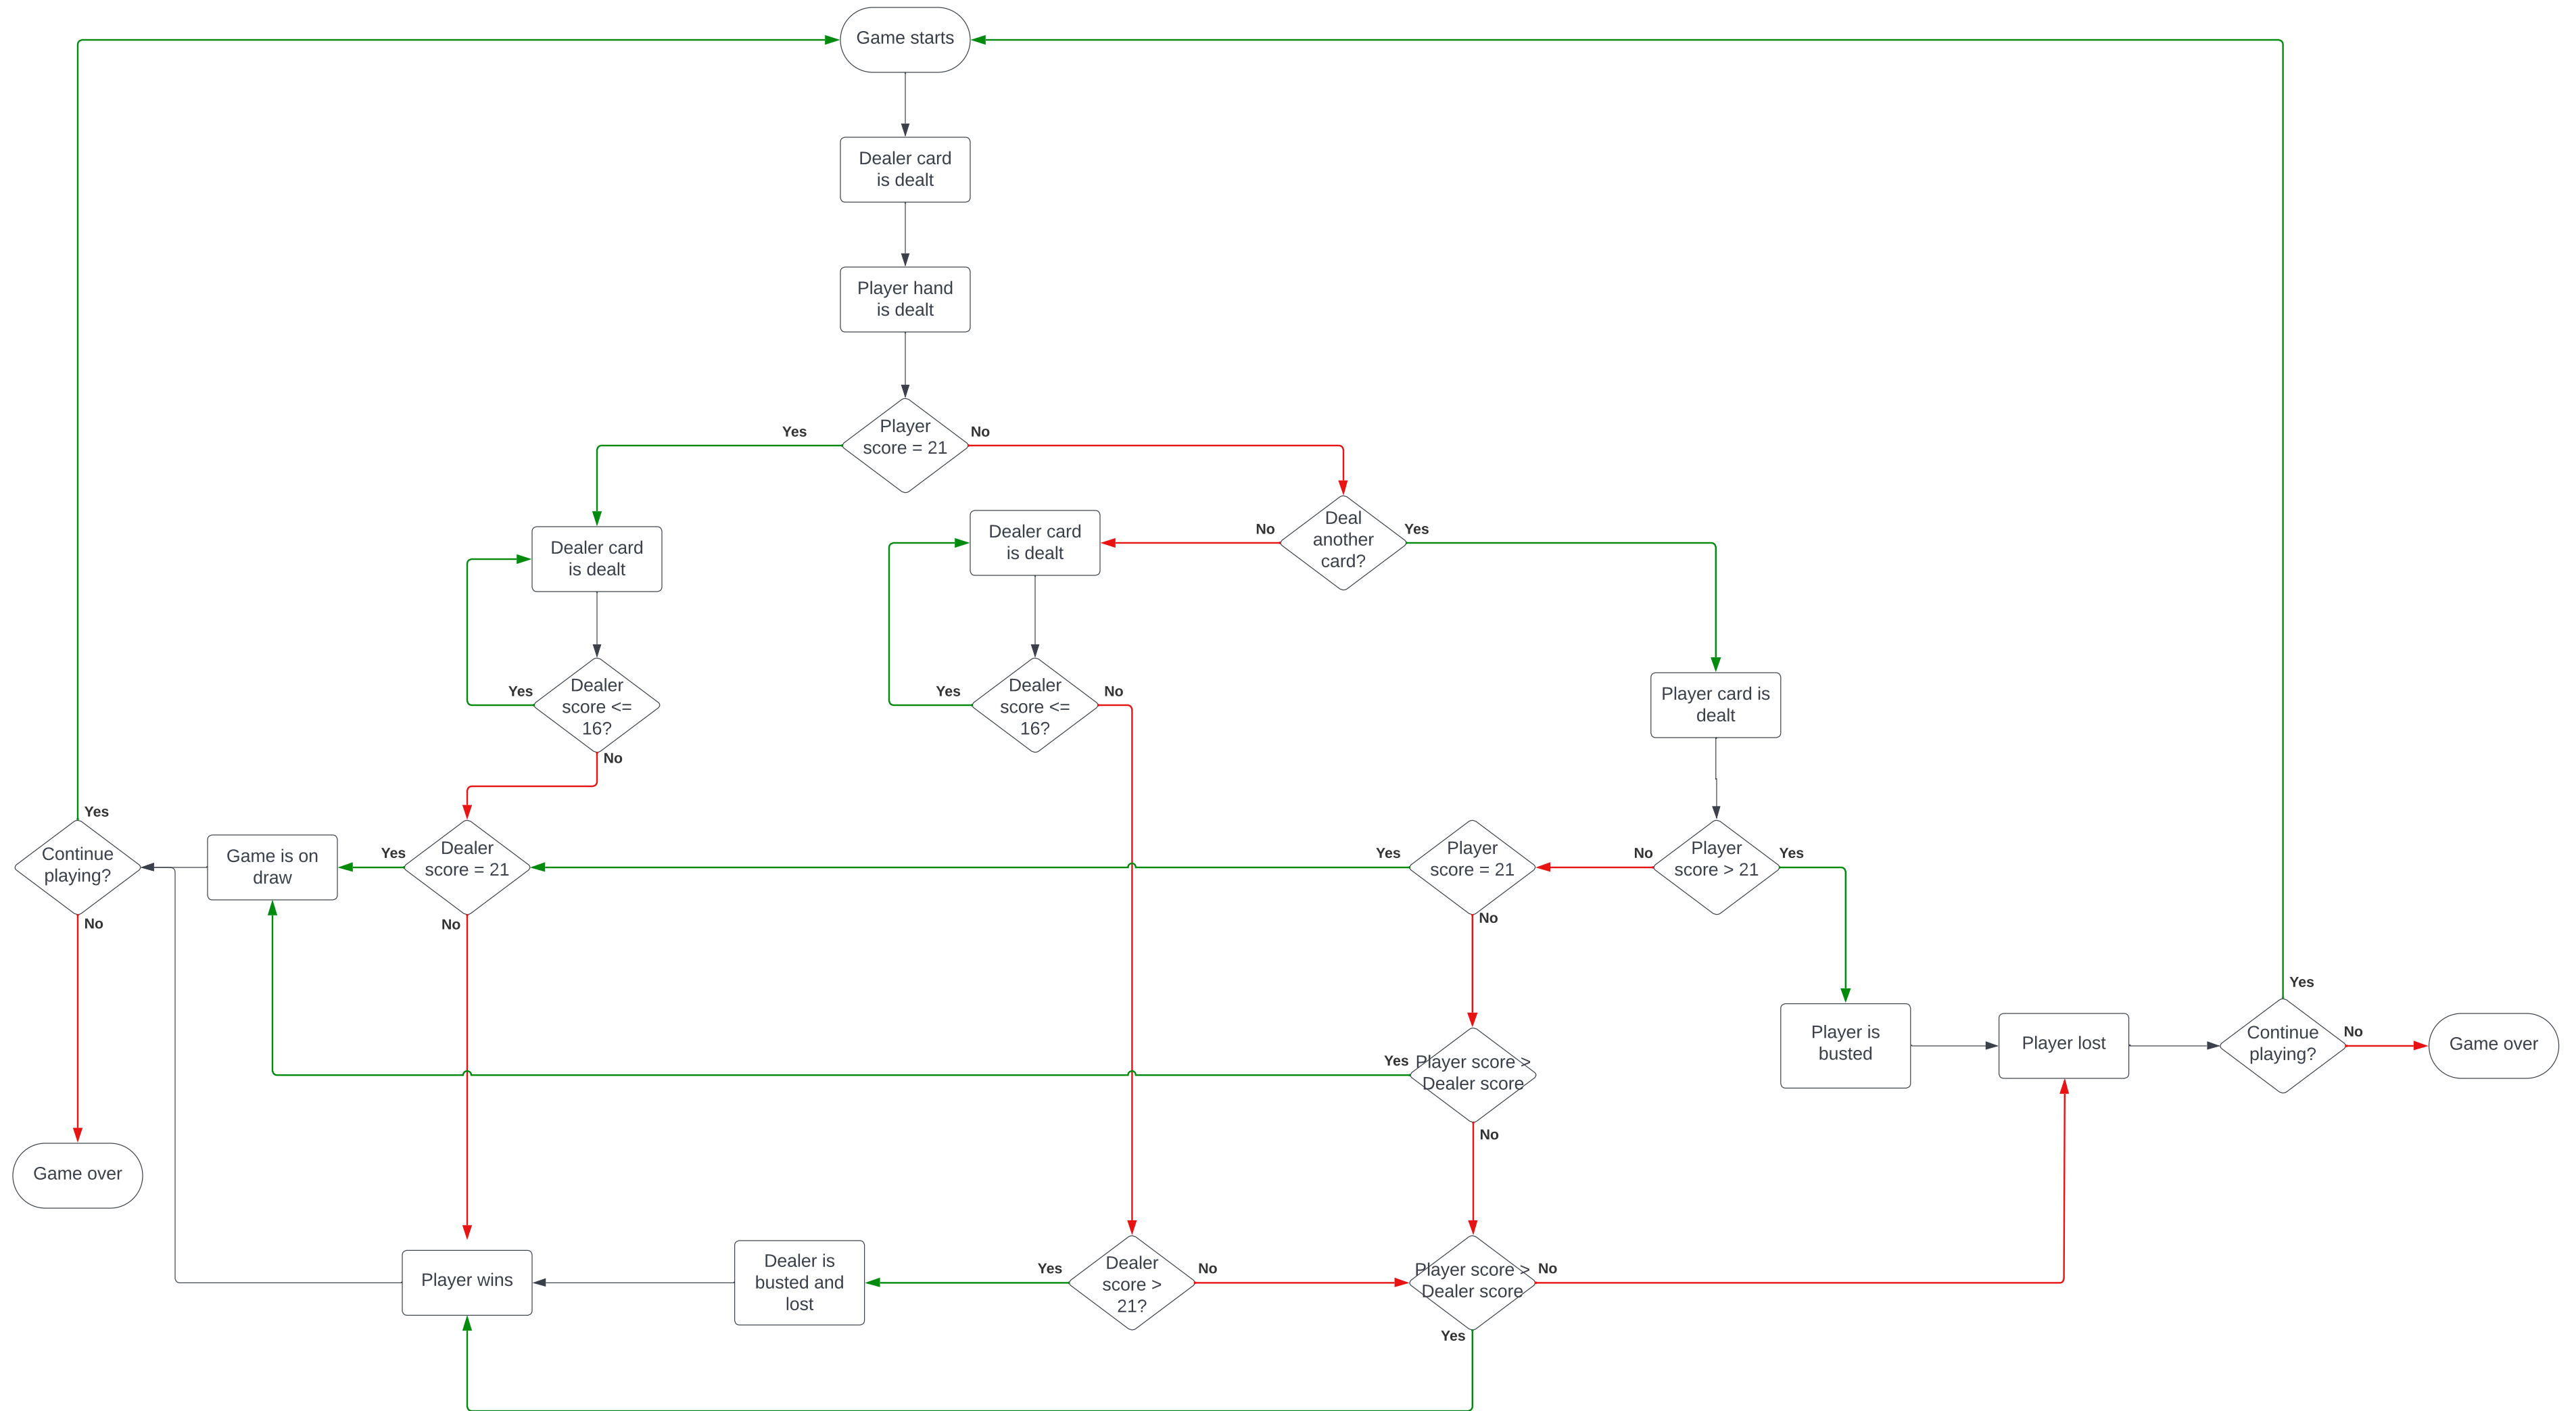 Game starts
Dealer card
is dealt
Player hand
is dealt
Player
score = 21
Yes
No
Dealer card
is dealt
Dealer card
is dealt
No
Deal
another
card?
Yes
Yes
Dealer
score <=
16?
No
Yes
Dealer
score <=
16?
No
Player card is
dealt
Yes
Continue
playing?
No
Game is on
draw
Yes
Dealer
score = 21
No
Yes
Player
score = 21
No
No
Player
score > 21
Yes
Yes
Player score >
Dealer score
No
Player is
busted
Player lost
Yes
Continue
playing?
No
Game over
Game over
Player wins
Dealer is
busted and
lost
Yes
Dealer
score >
21?
No
Player score >
Dealer score
No
Yes